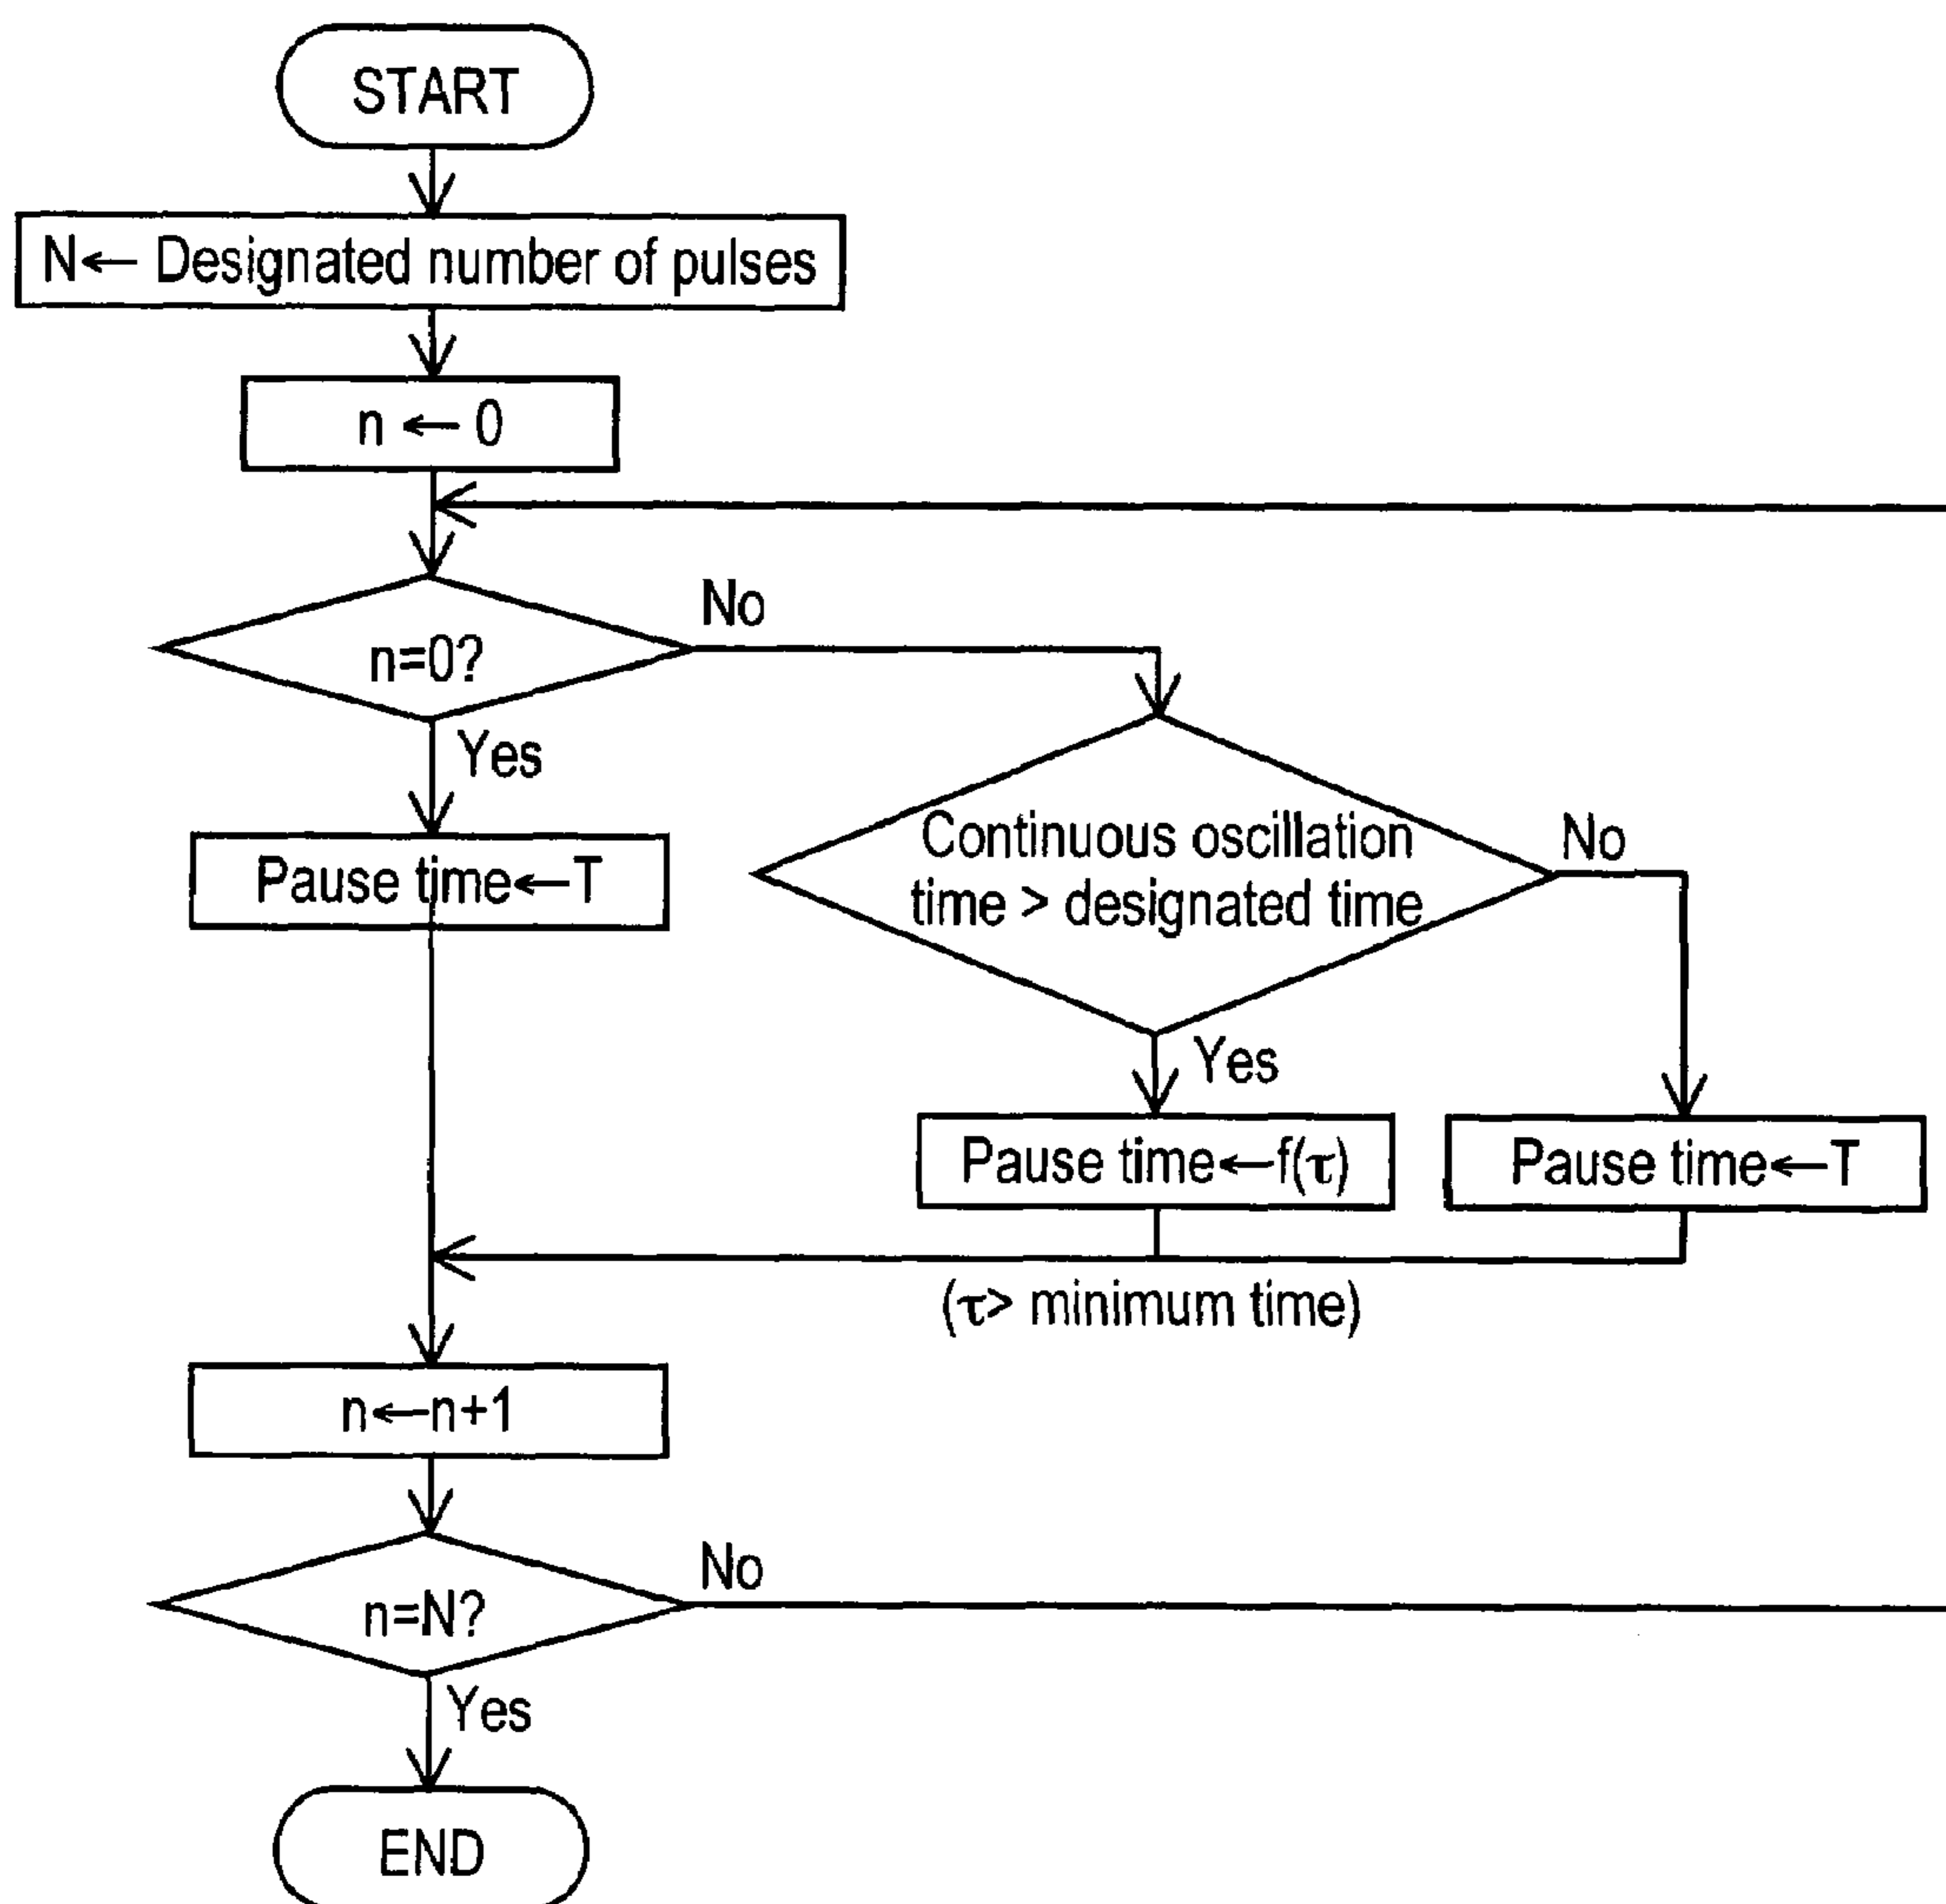 START
N← Designated number of pulses
n ← 0
n=0?
No
Yes
Pause time←T
Continuous oscillation
time > designated time
No
Yes
Pause time←f(τ)
Pause time←T
(τ> minimum time)
n←n+1
n=N?
No
Yes
END